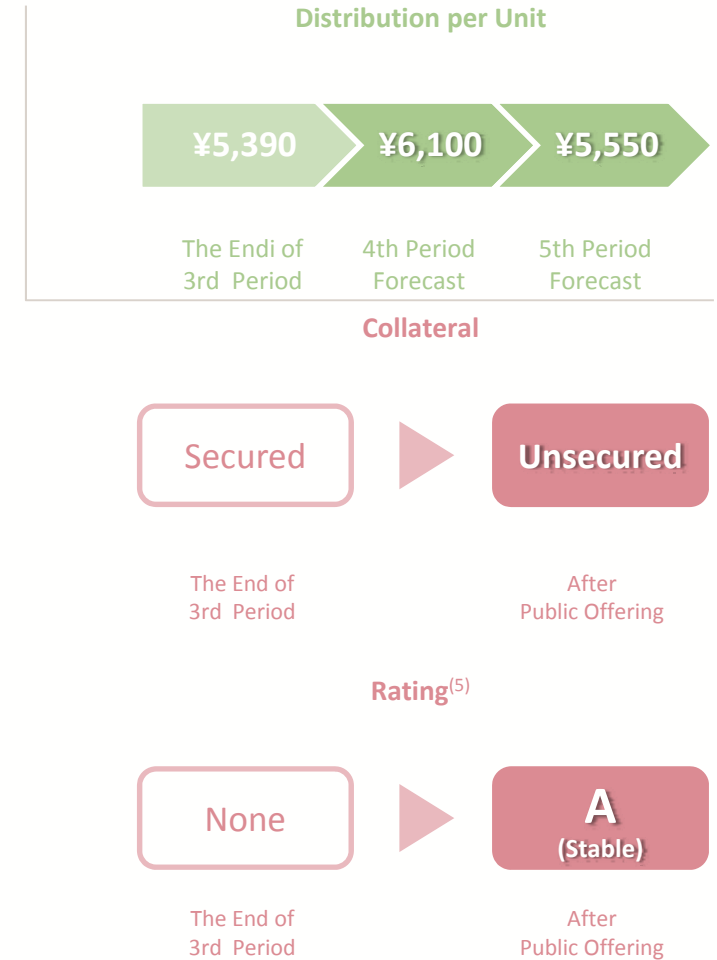 Distribution per Unit
¥5,390 ¥6,100 ¥5,550
The Endi of 4th Period 5th Period
3rd Period Forecast Forecast
Collateral
Secured Unsecured
The End of After
3rd Period Public Offering
Rating(5)
None A
(Stable)
The End of After
3rd Period Public Offering